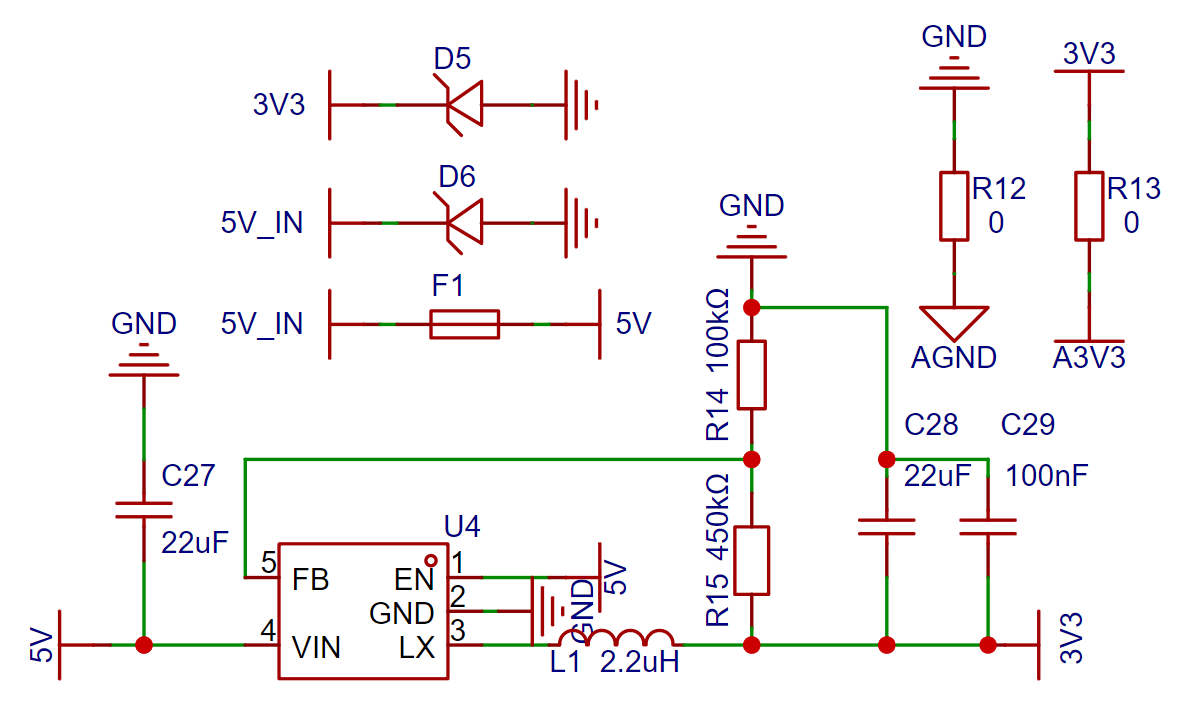 D5
3V3
D6
5V_IN
F1
5V_IN
5V
GND
R12
0
AGND
3V3
R13
0
A3V3
GND
R14 100kΩ
R15 450kΩ
C28
22uF
C29
100nF
GND
C27
22uF
U4
5
FB
EN
1
GND
2
4
VIN
LX
3
5V
5V
GND
L1 2.2uH
3V3